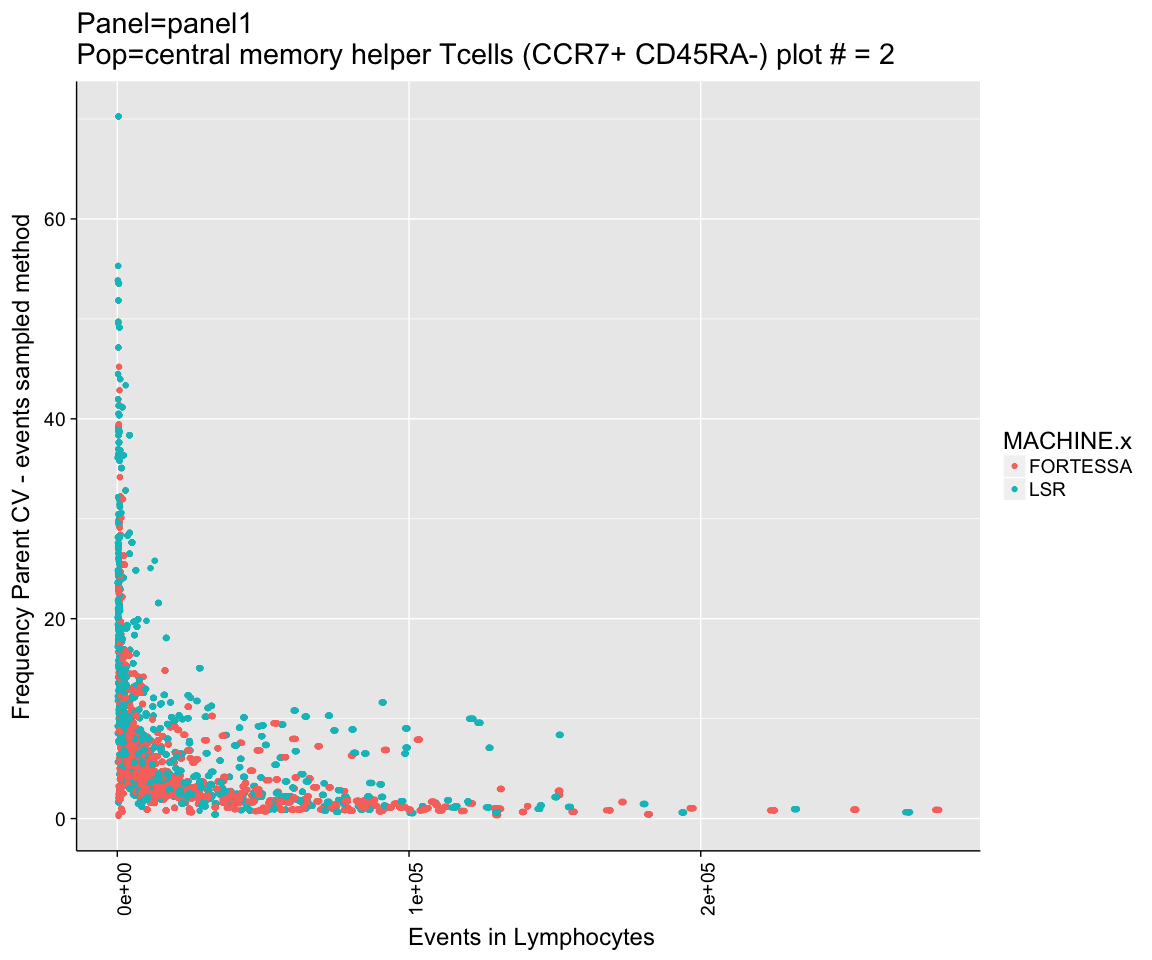 Panel=panel1
Pop=central memory helper Tcells (CCR7+ CD45RA-) plot # = 2
Frequency Parent CV - events sampled method
60
40
20
0
0e+00
1e+05
2e+05
Events in Lymphocytes
MACHINE.x
FORTESSA
LSR